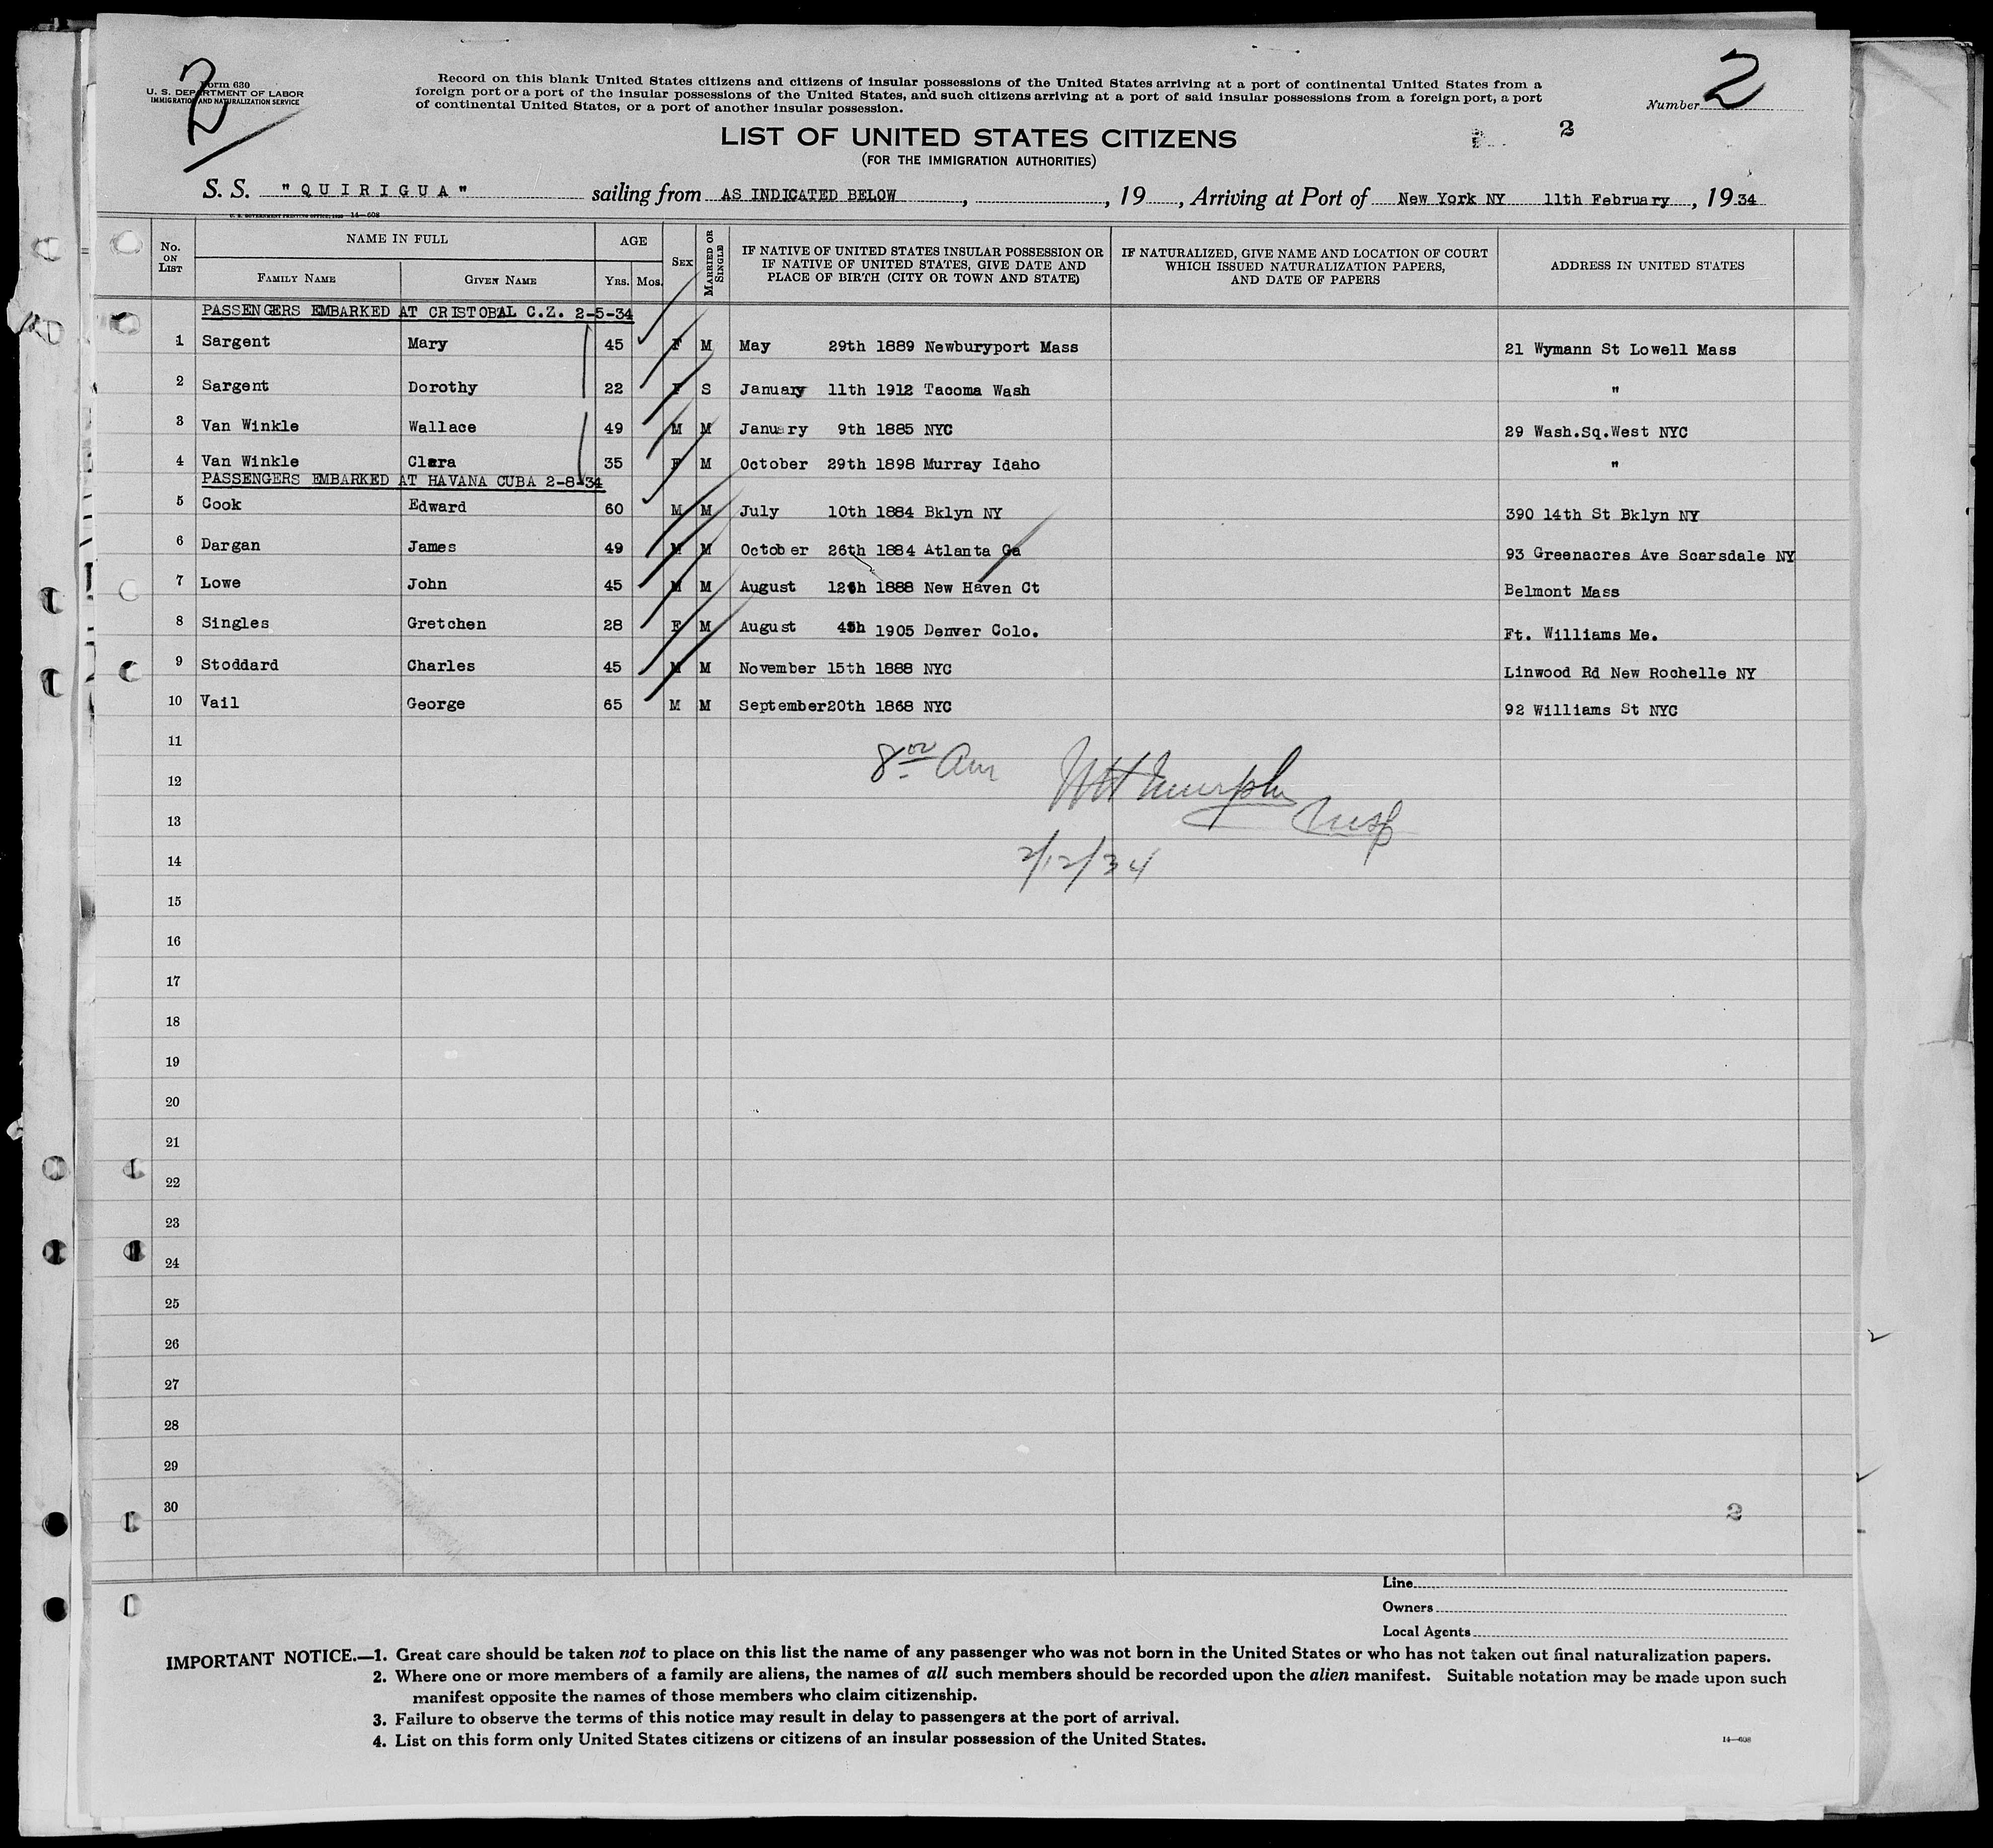 2
2
Form 630
U. S. DEPARTMENT OF LABOR
IMMIGRATION AND NATURALIZATION SERVICE
Record on this blank United States citizens and citizens of insular possessions of the United States arriving at a port of continental United States from a
foreign port or a port of the insular possessions of the United States, and such citizens arriving at a port of said insular possessions from a foreign port, a port
of continental United States, or a port of another insular possession.
Number
2
LIST OF UNITED STATES CITIZENS
(FOR THE IMMIGRATION AUTHORITIES)
S. S. "QUIRIGUA" sailing from AS INDICATED BELOW , , 19 , Arriving at Port of New York NY 11th February , 1934
U. S. GOVERNMENT PRINTING OFFICE: 14—608
No. ON LIST NAME IN FULL AGE SEX MARRIED OR SINGLE IF NATIVE OF UNITED STATES INSULAR POSSESSION OR IF NATIVE OF UNITED STATES, GIVE DATE AND PLACE OF BIRTH (CITY OR TOWN AND STATE) IF NATURALIZED, GIVE NAME AND LOCATION OF COURT WHICH ISSUED NATURALIZATION PAPERS, AND DATE OF PAPERS ADDRESS IN UNITED STATES
FAMILY NAME GIVEN NAME YRS. MOS.
PASSENGERS EMBARKED AT CRISTOBAL C.Z. 2-5-34
1 Sargent Mary 45 F M May 29th 1889 Newburyport Mass 21 Wymann St Lowell Mass
2 Sargent Dorothy 22 F S January 11th 1912 Tacoma Wash "
3 Van Winkle Wallace 49 M M January 9th 1885 NYC 29 Wash.Sq.West NYC
4 Van Winkle Clara 35 F M October 29th 1898 Murray Idaho "
PASSENGERS EMBARKED AT HAVANA CUBA 2-8-34
5 Cook Edward 60 M M July 10th 1884 Bklyn NY 390 14th St Bklyn NY
6 Dargan James 49 M M October 26th 1884 Atlanta Ga 93 Greenacres Ave Scarsdale NY
7 Lowe John 45 M M August 12th 1888 New Haven Ct Belmont Mass
8 Singles Gretchen 28 F M August 4th 1905 Denver Colo. Ft. Williams Me.
9 Stoddard Charles 45 M M November 15th 1888 NYC Linwood Rd New Rochelle NY
10 Vail George 65 M M September 20th 1868 NYC 92 Williams St NYC
11
8 00 am WH Murphy
12
13 Insp
14 2/12/34
15
16
17
18
19
20
21
22
23
24
25
26
27
28
29
30
2
Line
Owners
Local Agents
IMPORTANT NOTICE.—1. Great care should be taken not to place on this list the name of any passenger who was not born in the United States or who has not taken out final naturalization papers.
2. Where one or more members of a family are aliens, the names of all such members should be recorded upon the alien manifest. Suitable notation may be made upon such
manifest opposite the names of those members who claim citizenship.
3. Failure to observe the terms of this notice may result in delay to passengers at the port of arrival.
4. List on this form only United States citizens or citizens of an insular possession of the United States.
14—608